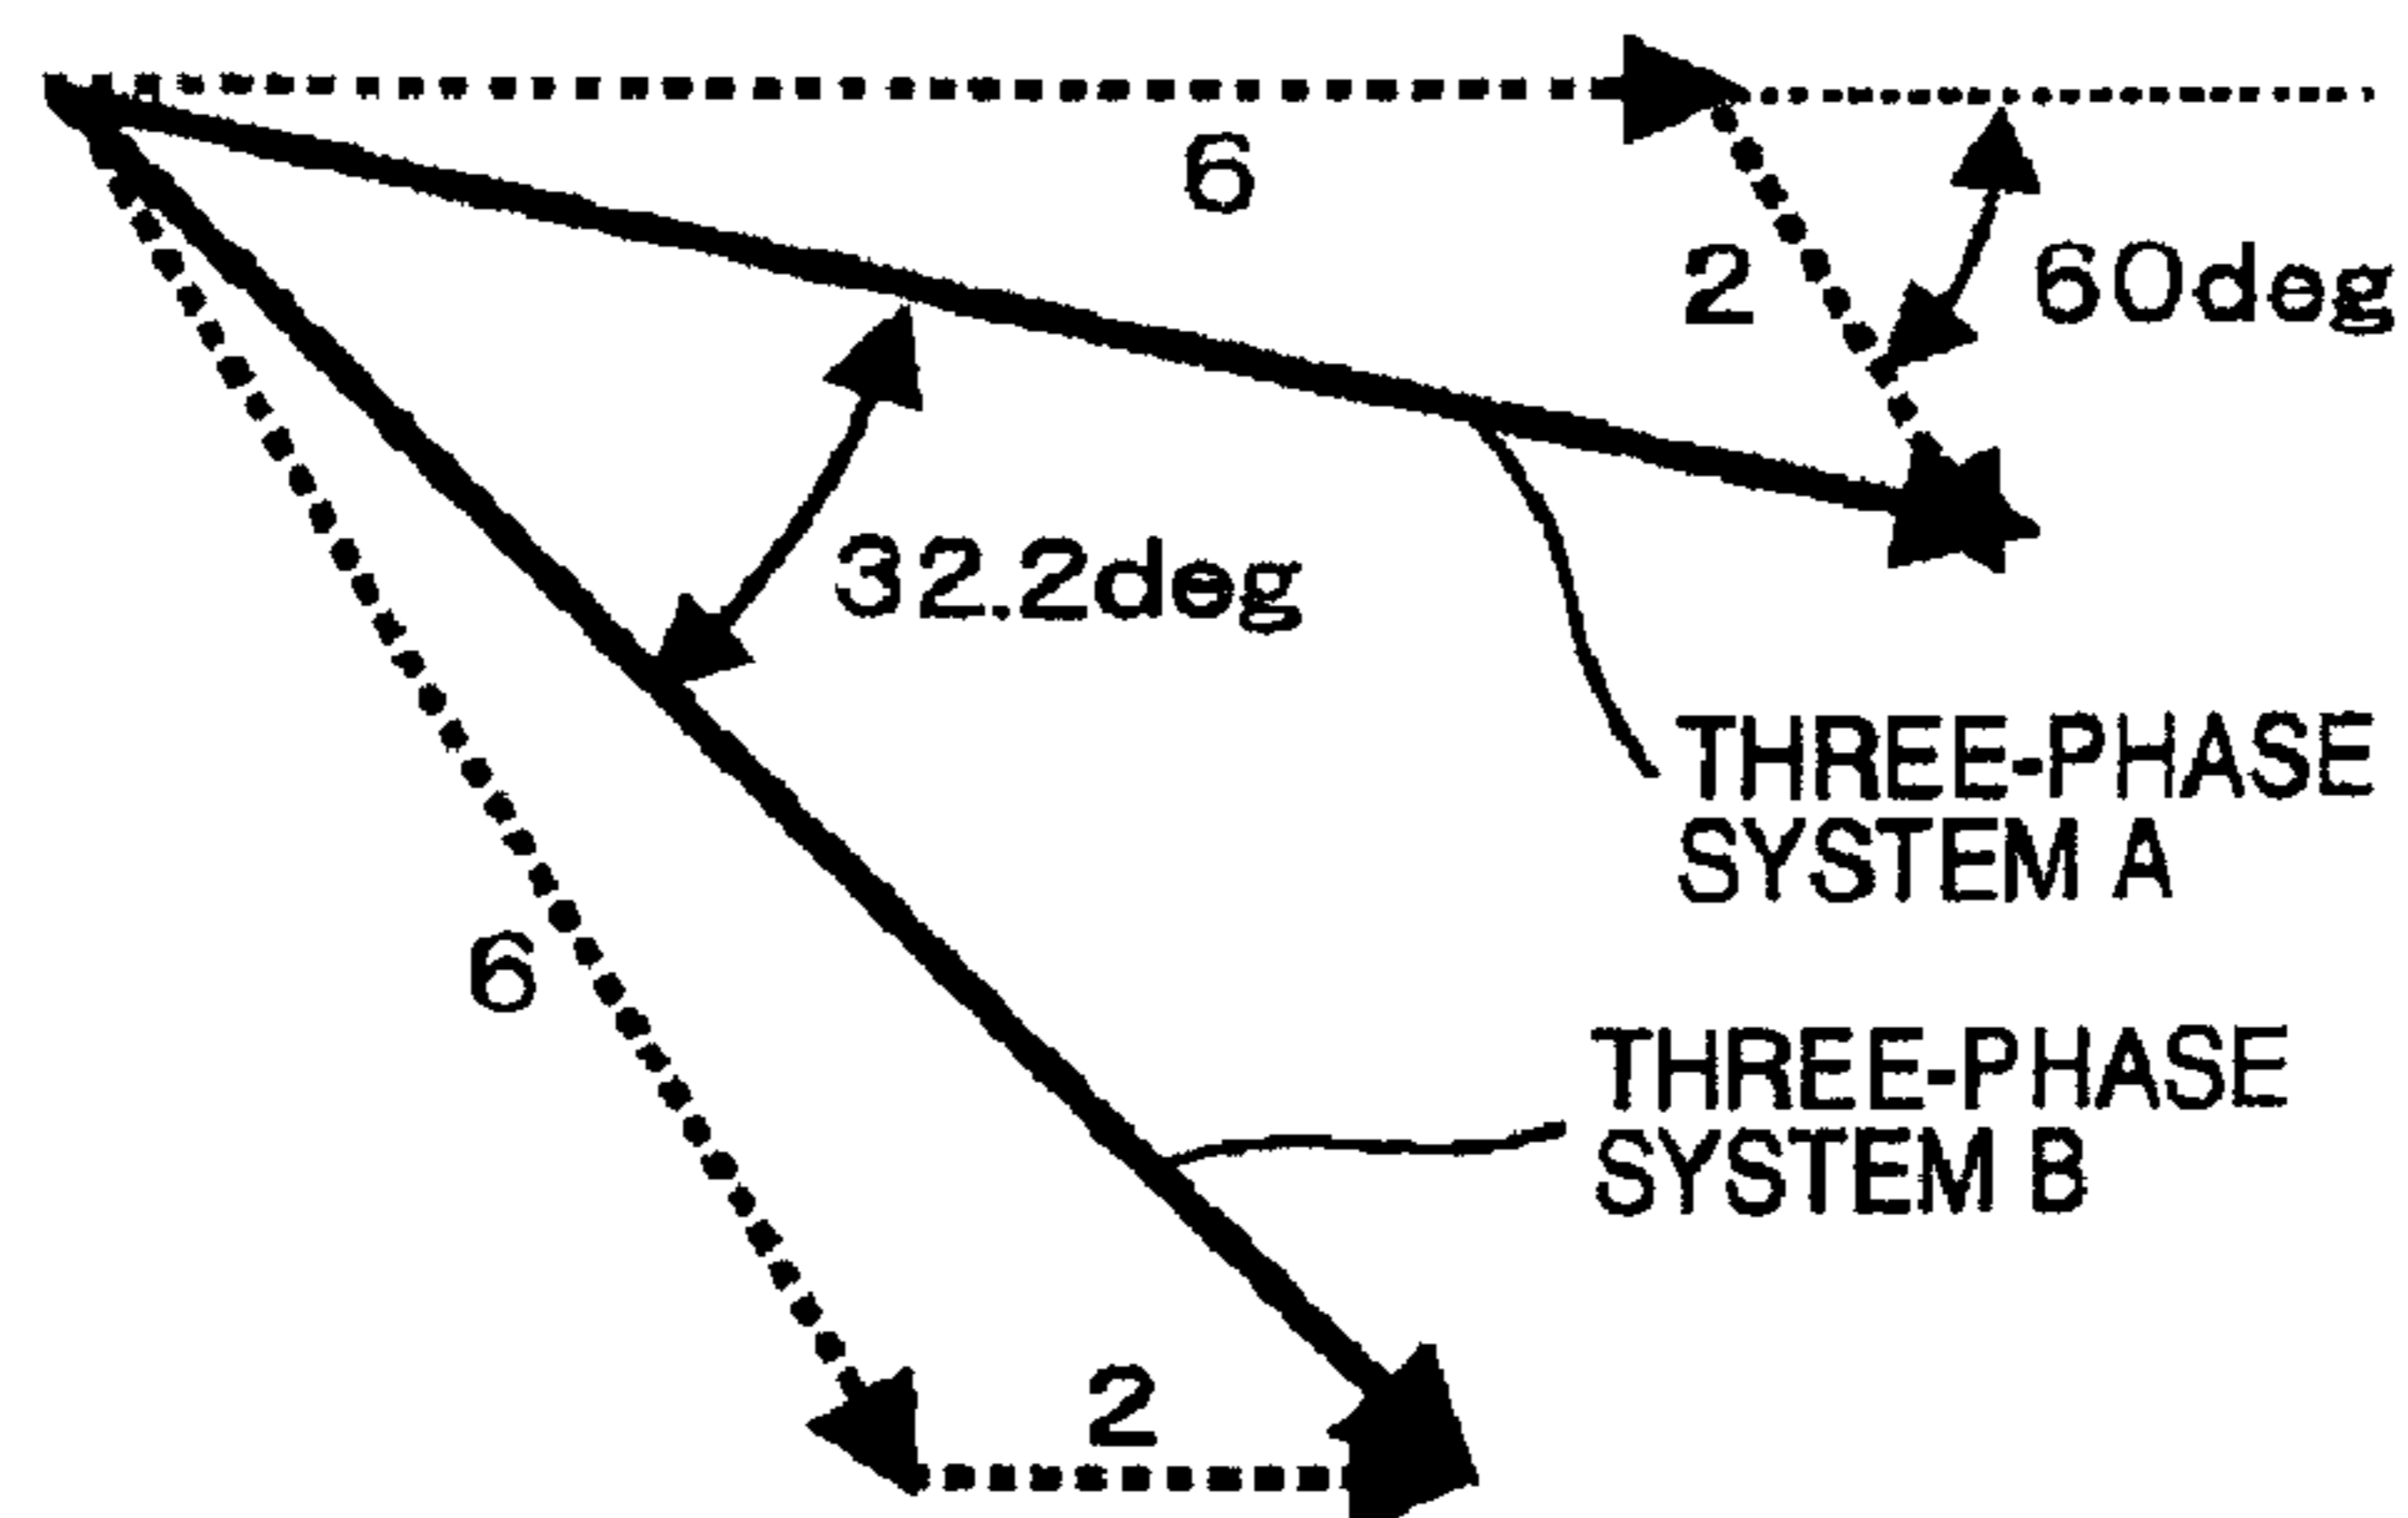 6
2
60deg
32.2deg
THREE-PHASE
SYSTEM A
6
THREE-PHASE
SYSTEM B
2